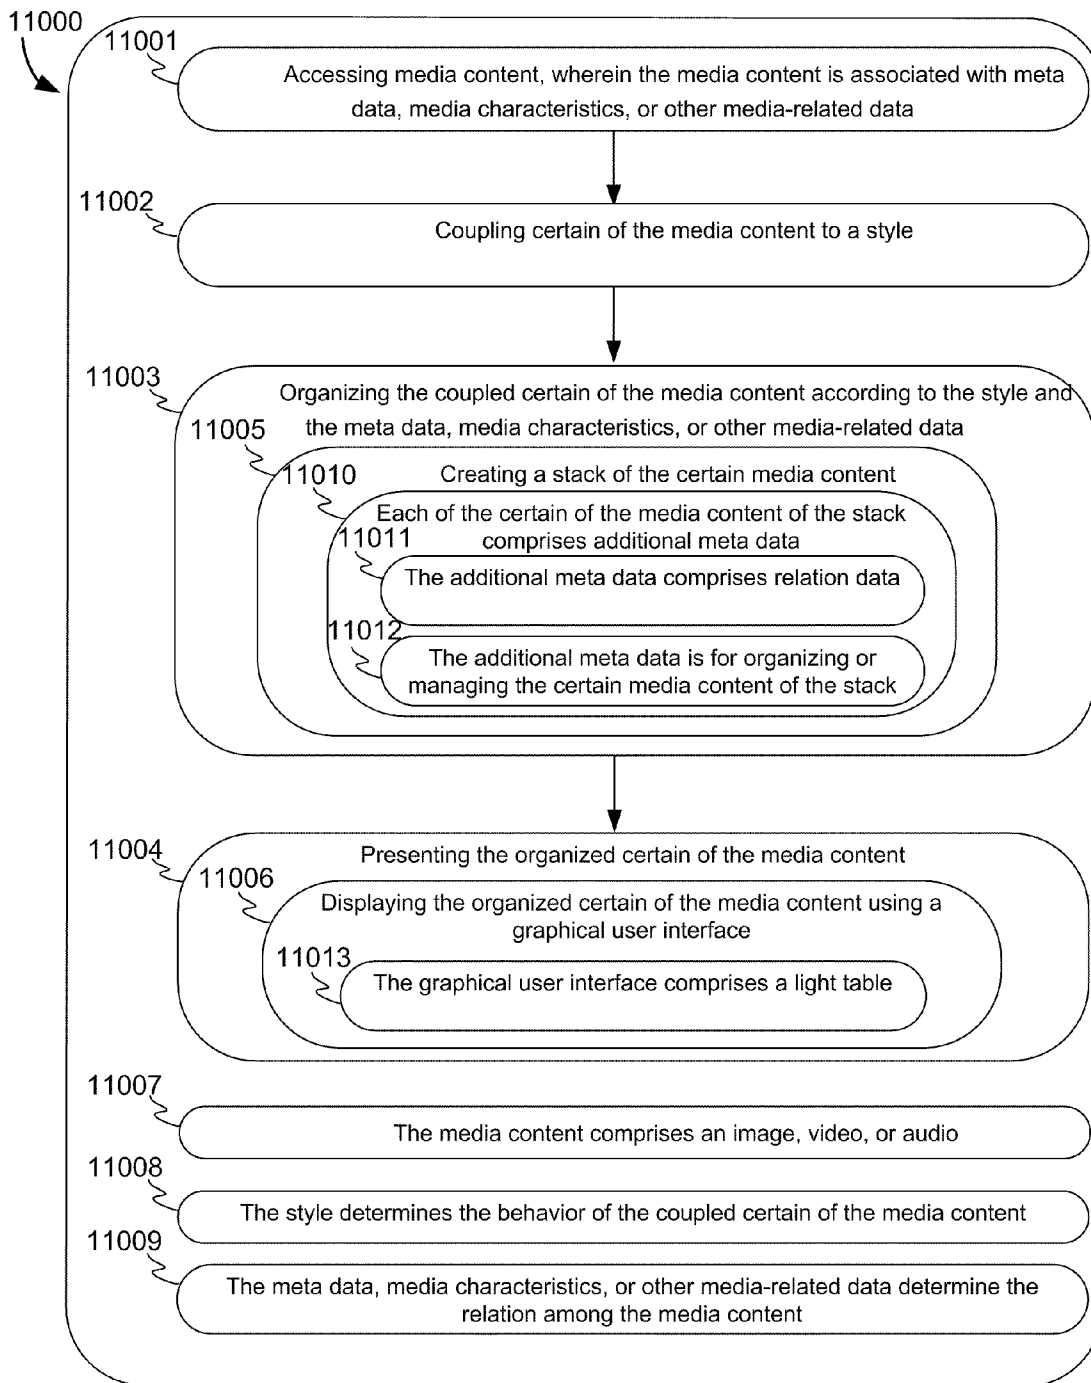 11000
11001
Accessing media content, wherein the media content is associated with meta
data, media characteristics, or other media-related data
11002
Coupling certain of the media content to a style
11003
Organizing the coupled certain of the media content according to the style and
the meta data, media characteristics, or other media-related data
11005
Creating a stack of the certain media content
11010
Each of the certain of the media content of the stack
comprises additional meta data
11011
The additional meta data comprises relation data
11012
The additional meta data is for organizing or
managing the certain media content of the stack
11004
Presenting the organized certain of the media content
11006
Displaying the organized certain of the media content using a
graphical user interface
11013
The graphical user interface comprises a light table
11007
The media content comprises an image, video, or audio
11008
The style determines the behavior of the coupled certain of the media content
11009
The meta data, media characteristics, or other media-related data determine the
relation among the media content